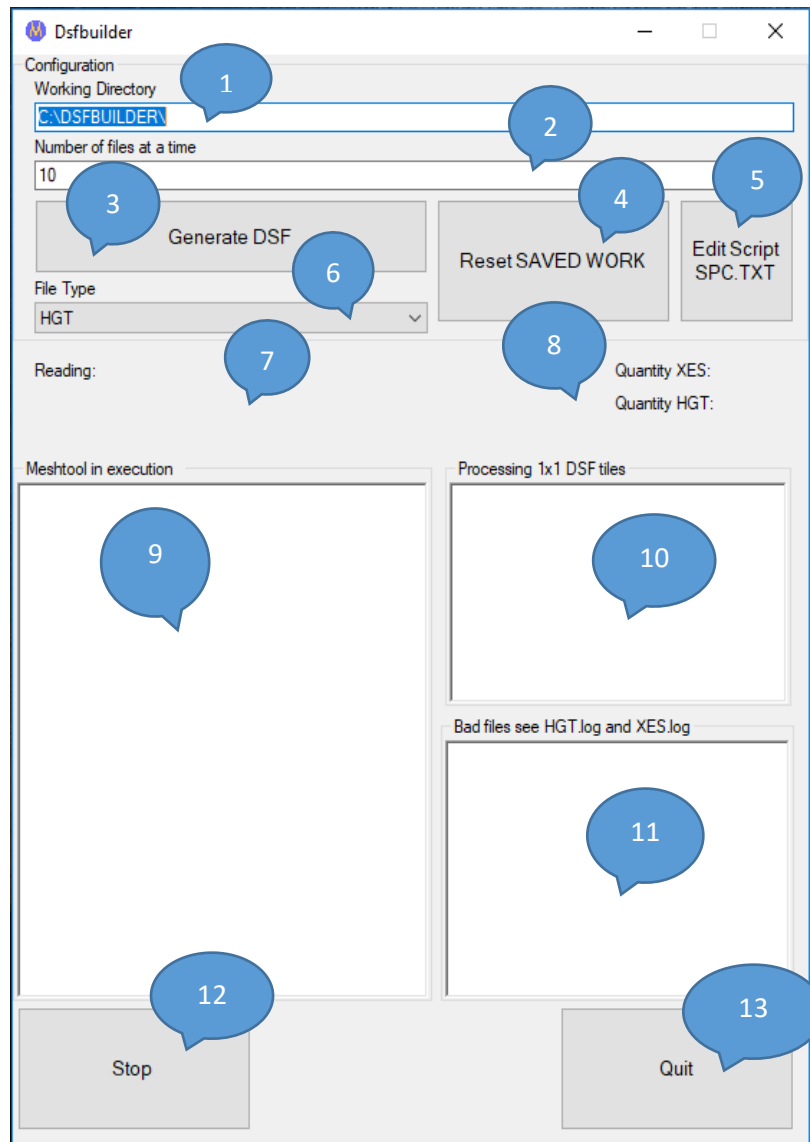 Dsfbuilder
Configuration
1
Working Directory
C:\DSFBUILDER\
2
Number of files at a time
10
3
4
5
Generate DSF
Reset SAVED WORK
Edit Script
SPC.TXT
6
File Type
HGT
7
8
Reading:
Quantity XES:
Quantity HGT:
Meshtool in execution
Processing 1x1 DSF tiles
9
10
Bad files see HGT.log and XES.log
11
12
13
Stop
Quit